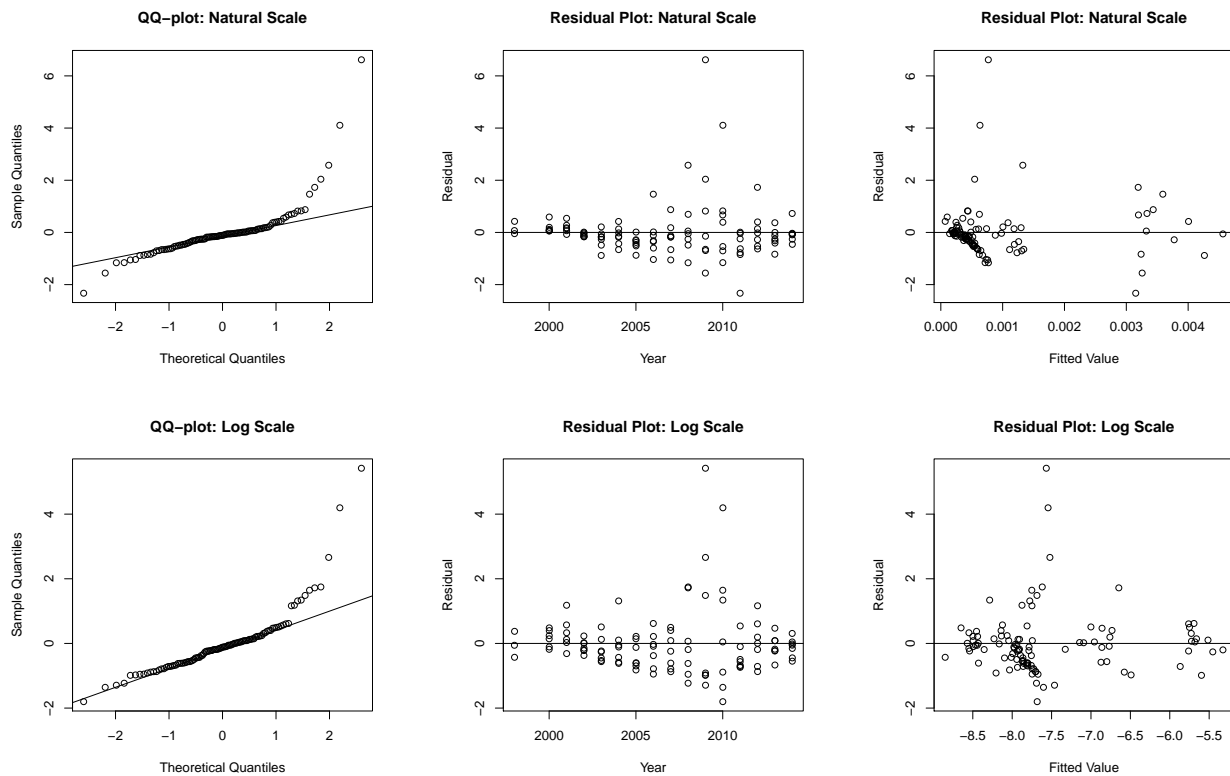 QQ−plot: Natural Scale
Sample Quantiles
6
4
2
0
−2
−2 −1 0 1 2
Theoretical Quantiles
Residual Plot: Natural Scale
Residual
6
4
2
0
−2
2000 2005 2010
Year
Residual Plot: Natural Scale
Residual
6
4
2
0
−2
0.000 0.001 0.002 0.003 0.004
Fitted Value
QQ−plot: Log Scale
Sample Quantiles
4
2
0
−2
−2 −1 0 1 2
Theoretical Quantiles
Residual Plot: Log Scale
Residual
4
2
0
−2
2000 2005 2010
Year
Residual Plot: Log Scale
Residual
4
2
0
−2
−8.5 −8.0 −7.5 −7.0 −6.5 −6.0 −5.5
Fitted Value